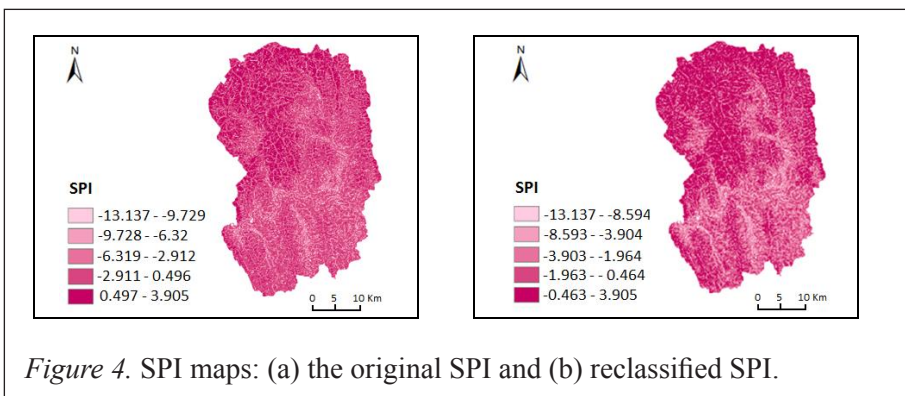 N
SPI
-13.137 - -9.729
-9.728 - -6.32
-6.319 - -2.912
-2.911 - 0.496
0.497 - 3.905
0 5 10 Km
N
SPI
-13.137 - -8.594
-8.593 - -3.904
-3.903 - -1.964
-1.963 - -0.464
-0.463 - 3.905
0 5 10 Km
Figure 4. SPI maps: (a) the original SPI and (b) reclassified SPI.